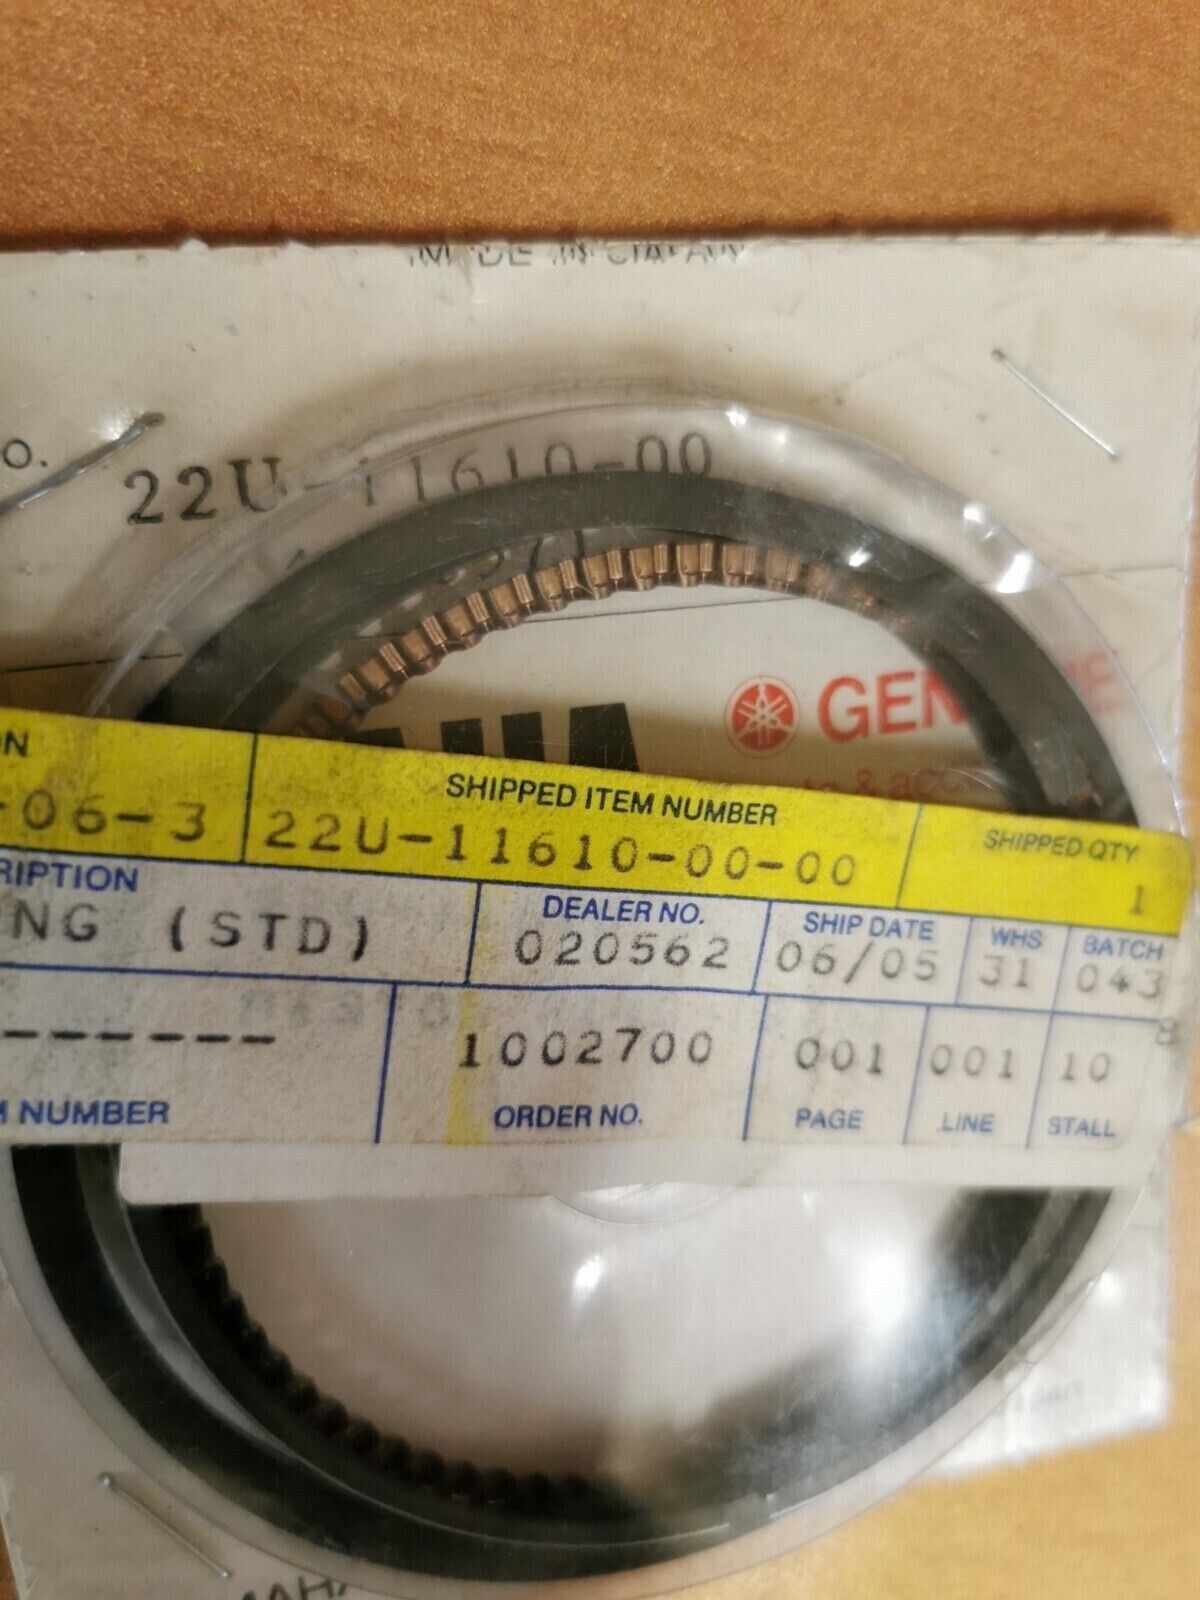 MADE IN JAPAN
O.
22U-11610-00
GENUINE
ON
SHIPPED ITEM NUMBER
SHIPPED QTY
-06-3
22U-11610-00-00
1
RIPTION
DEALER NO.
SHIP DATE
WHS
BATCH
NG (STD)
020562
06/05
31
043
------
1002700
001
001
10
M NUMBER
ORDER NO.
PAGE
LINE
STALL